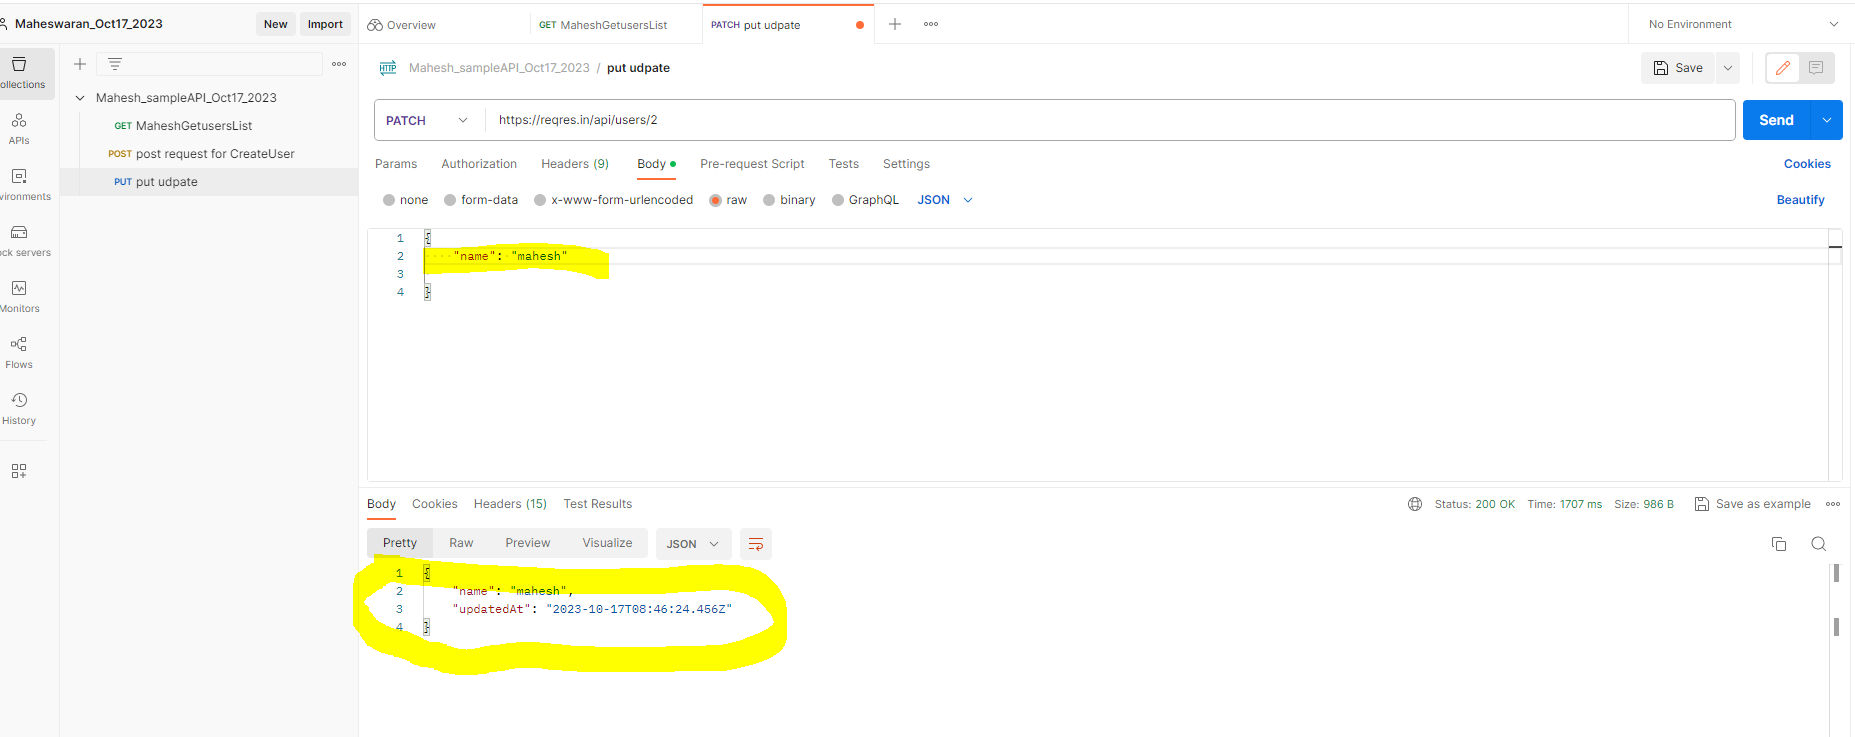 Maheswaran_Oct17_2023 New Import
Overview GET MaheshGetusersList PATCH put udpate No Environment
ollections
APIs
vironments
ock servers
Monitors
Flows
History
Mahesh_sampleAPI_Oct17_2023
GET MaheshGetusersList
POST post request for CreateUser
PUT put udpate
HTTP Mahesh_sampleAPI_Oct17_2023 / put udpate Save
PATCH https://reqres.in/api/users/2 Send
Params Authorization Headers (9) Body Pre-request Script Tests Settings Cookies
none form-data x-www-form-urlencoded raw binary GraphQL JSON Beautify
1 {
2 "name": "mahesh"
3
4 }
Body Cookies Headers (15) Test Results Status: 200 OK Time: 1707 ms Size: 986 B Save as example
Pretty Raw Preview Visualize JSON
1 {
2 "name": "mahesh",
3 "updatedAt": "2023-10-17T08:46:24.456Z"
4 }